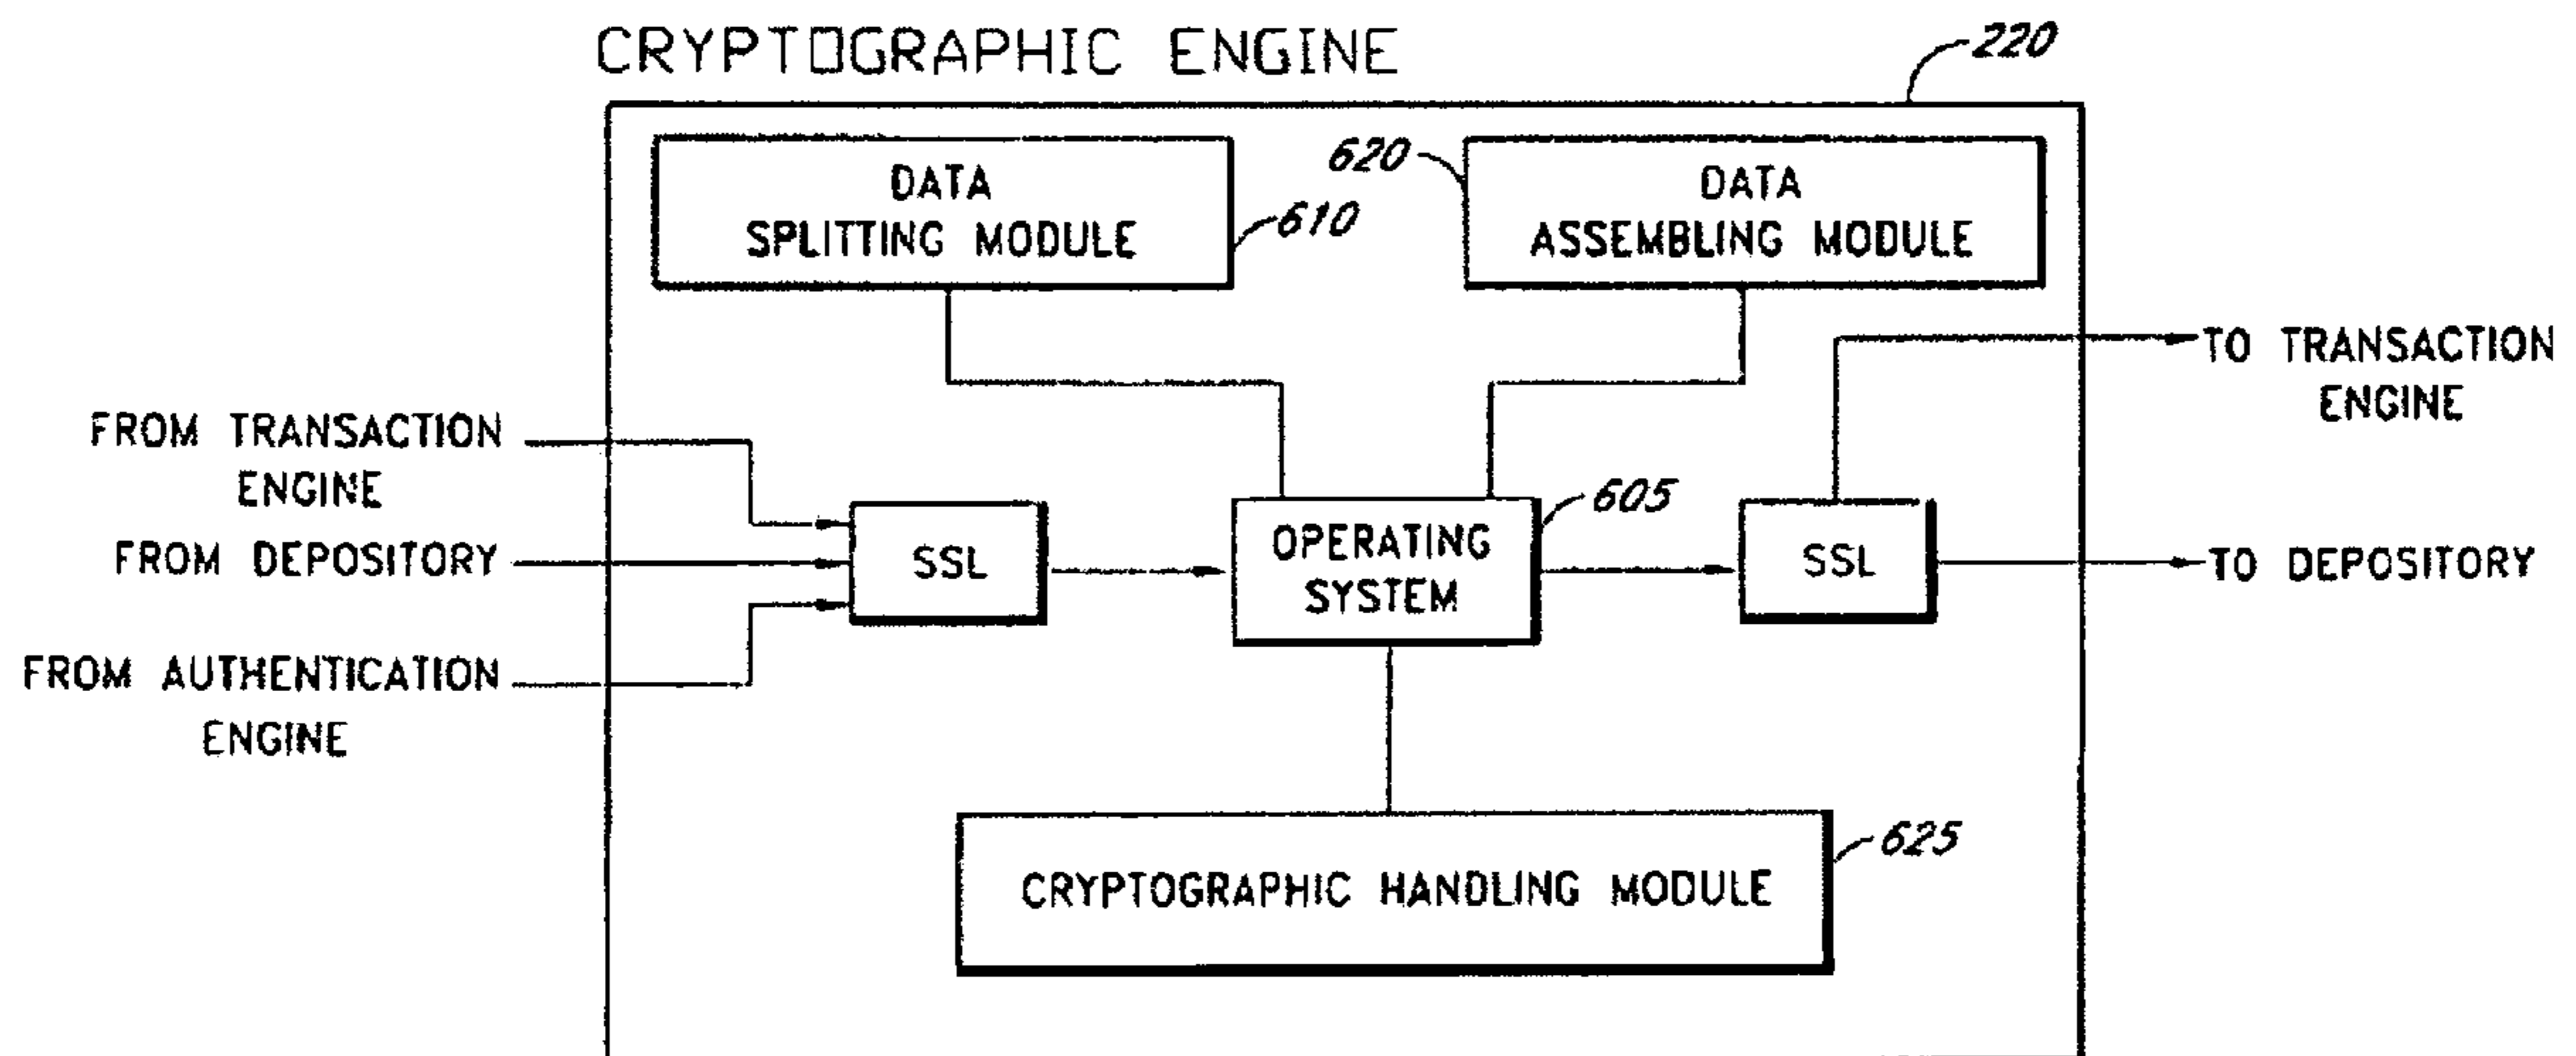 CRYPTOGRAPHIC ENGINE
220
DATA
SPLITTING MODULE
610
620
DATA
ASSEMBLING MODULE
TO TRANSACTION
ENGINE
FROM TRANSACTION
ENGINE
FROM DEPOSITORY
FROM AUTHENTICATION
ENGINE
SSL
OPERATING
SYSTEM
605
SSL
TO DEPOSITORY
CRYPTOGRAPHIC HANDLING MODULE
625